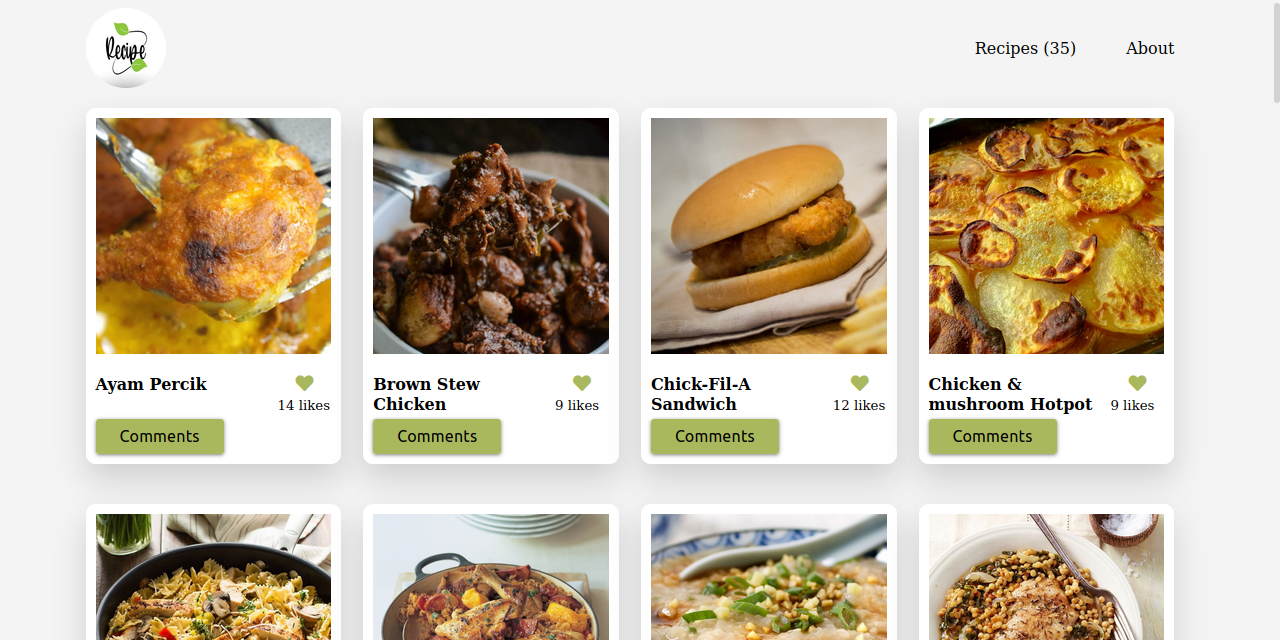 Recipe
Recipes (35)
About
Ayam Percik
14 likes
Comments
Brown Stew
Chicken
9 likes
Comments
Chick-Fil-A
Sandwich
12 likes
Comments
Chicken &
mushroom Hotpot
9 likes
Comments